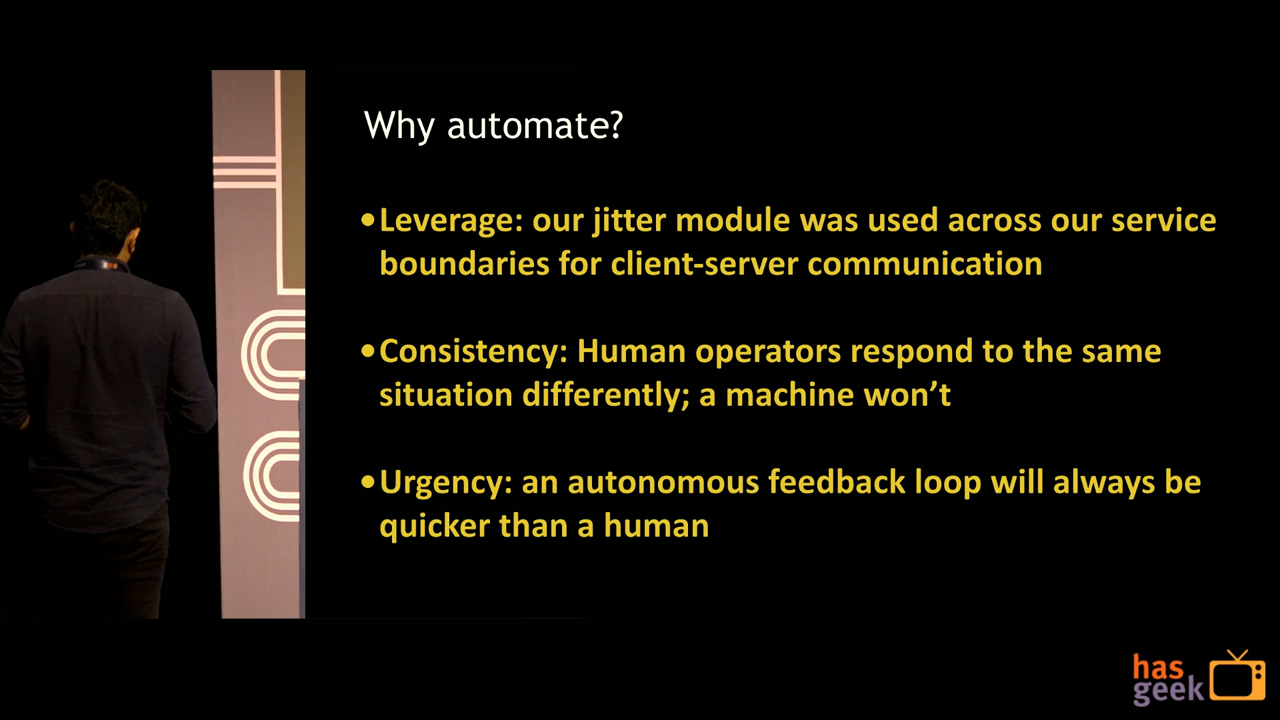 Why automate?
•Leverage: our jitter module was used across our service
boundaries for client-server communication
•Consistency: Human operators respond to the same
situation differently; a machine won’t
•Urgency: an autonomous feedback loop will always be
quicker than a human
has
geek